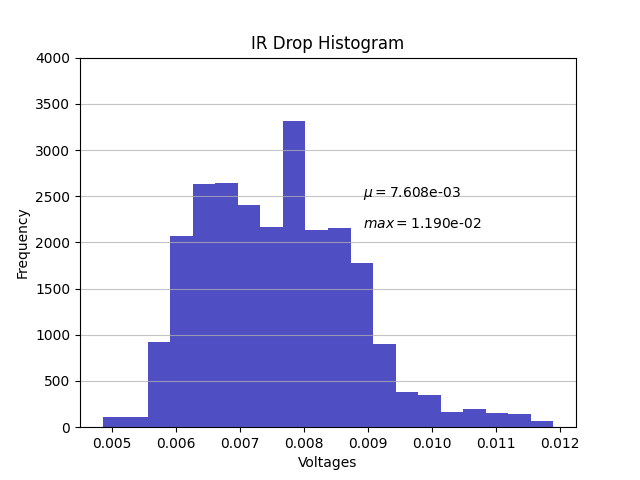 IR Drop Histogram
4000
3500
3000
2500
2000
1500
1000
500
0
Frequency
μ = 7.608e-03
max = 1.190e-02
0.005 0.006 0.007 0.008 0.009 0.010 0.011 0.012
Voltages